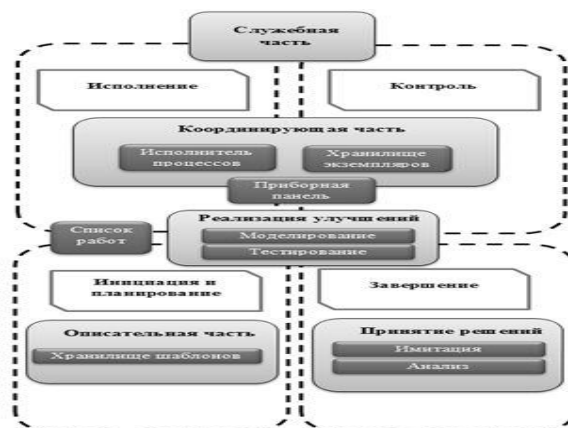 Служебная
часть
Исполнение
Контроль
Координирующая часть
Исполнитель
процессов
Хранилище
экземпляров
Приборная
панель
Список
работ
Реализация улучшений
Моделирование
Тестирование
Инициация и
планирование
Завершение
Описательная часть
Хранилище шаблонов
Принятие решений
Имитация
Анализ